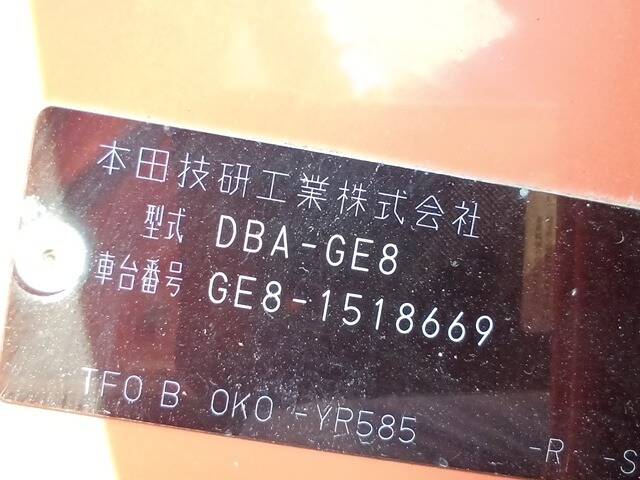 本田技研工業株式会社
型式 DBA-GE8
車台番号 GE8-1518669
TFO B OKO -YR585 -R -S